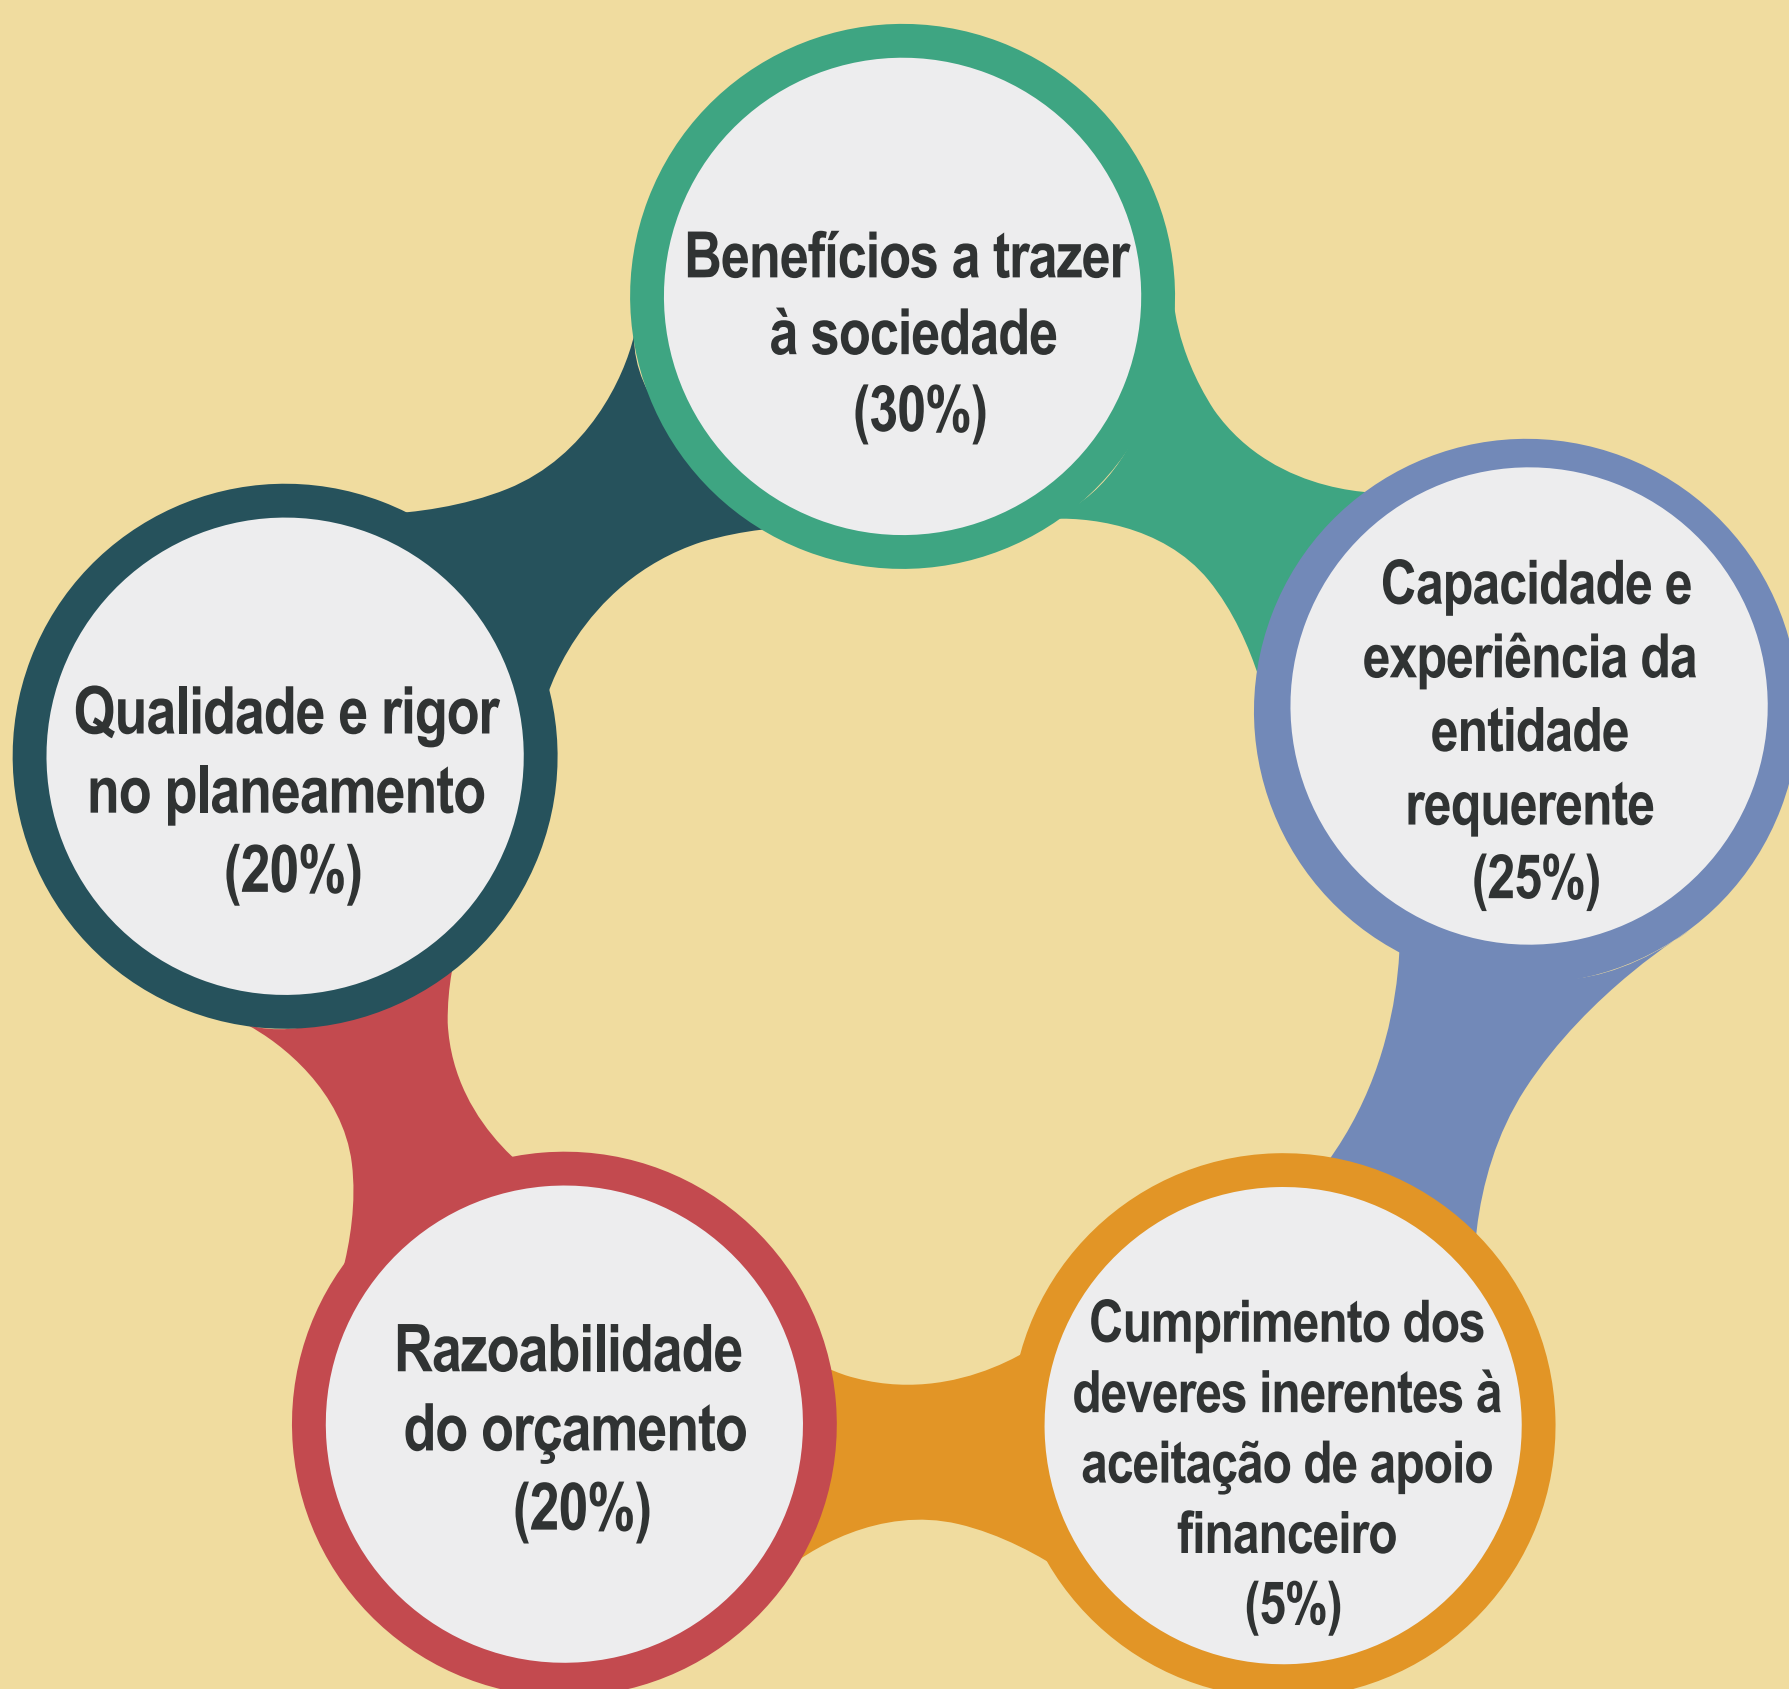 Benefícios a trazer
à sociedade
(30%)
Capacidade e
experiência da
entidade
requerente
(25%)
Qualidade e rigor
no planeamento
(20%)
Razoabilidade
do orçamento
(20%)
Cumprimento dos
deveres inerentes à
aceitação de apoio
financeiro
(5%)